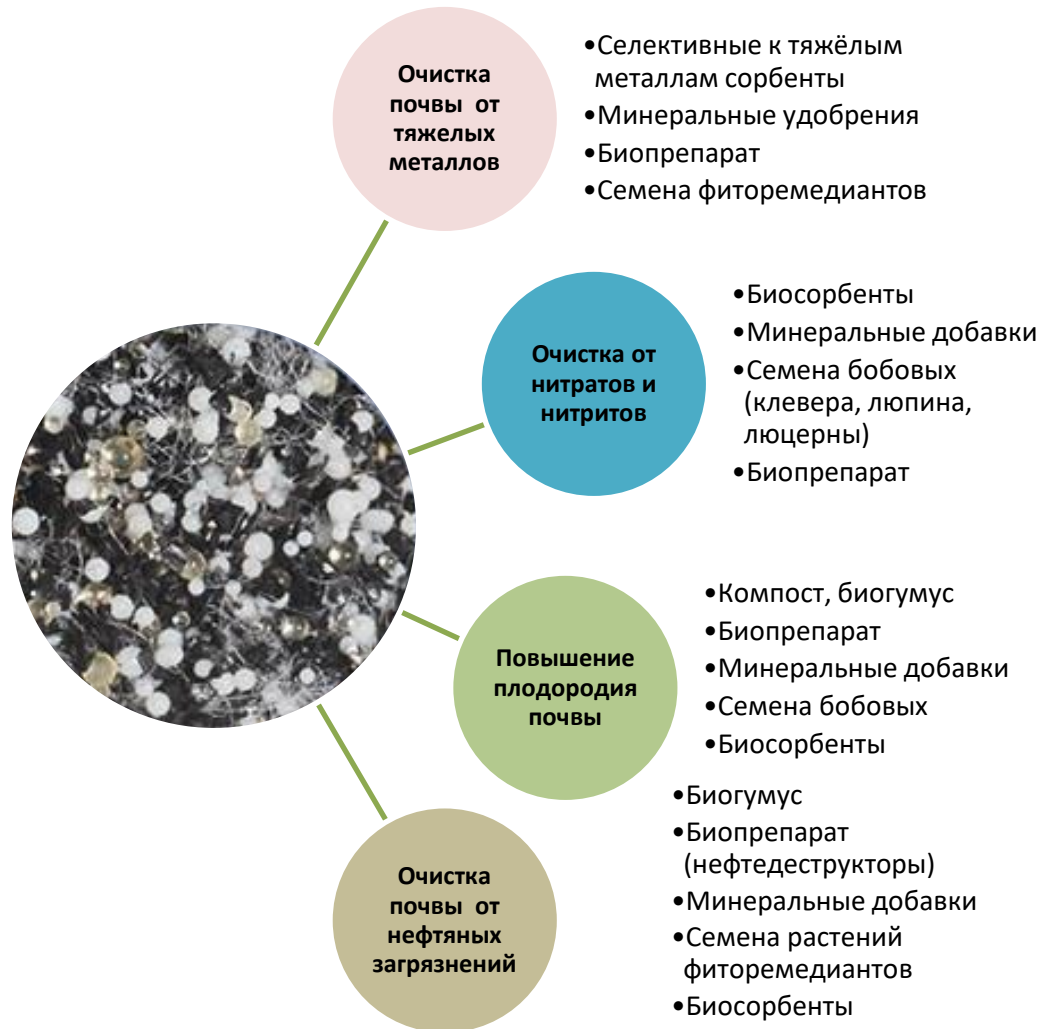 Очистка
почвы от
тяжелых
металлов
•Селективные к тяжёлым
металлам сорбенты
•Минеральные удобрения
•Биопрепарат
•Семена фиторемедиантов
Очистка от
нитратов и
нитритов
•Биосорбенты
•Минеральные добавки
•Семена бобовых
(клевера, люпина,
люцерны)
•Биопрепарат
Повышение
плодородия
почвы
•Компост, биогумус
•Биопрепарат
•Минеральные добавки
•Семена бобовых
•Биосорбенты
Очистка
почвы от
нефтяных
загрязнений
•Биогумус
•Биопрепарат
(нефтедеструкторы)
•Минеральные добавки
•Семена растений
фиторемедиантов
•Биосорбенты